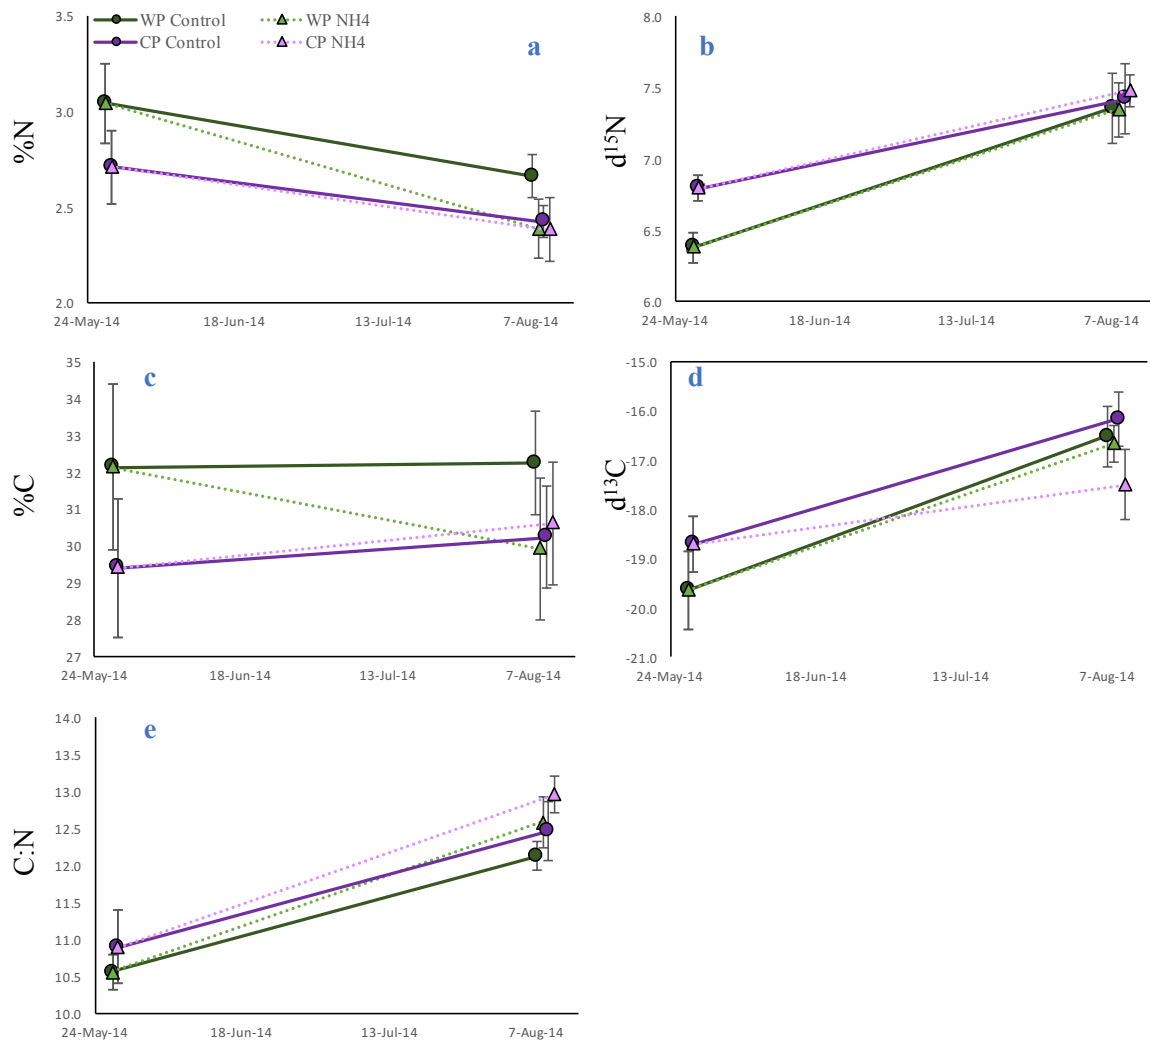 WP Control
WP NH4
CP Control
CP NH4
a
%N
3.5
3.0
2.5
2.0
24-May-14
18-Jun-14
13-Jul-14
7-Aug-14
b
d15N
8.0
7.5
7.0
6.5
6.0
24-May-14
18-Jun-14
13-Jul-14
7-Aug-14
c
%C
35
34
33
32
31
30
29
28
27
24-May-14
18-Jun-14
13-Jul-14
7-Aug-14
d
d13C
-15.0
-16.0
-17.0
-18.0
-19.0
-20.0
-21.0
24-May-14
18-Jun-14
13-Jul-14
7-Aug-14
e
C:N
14.0
13.5
13.0
12.5
12.0
11.5
11.0
10.5
10.0
24-May-14
18-Jun-14
13-Jul-14
7-Aug-14